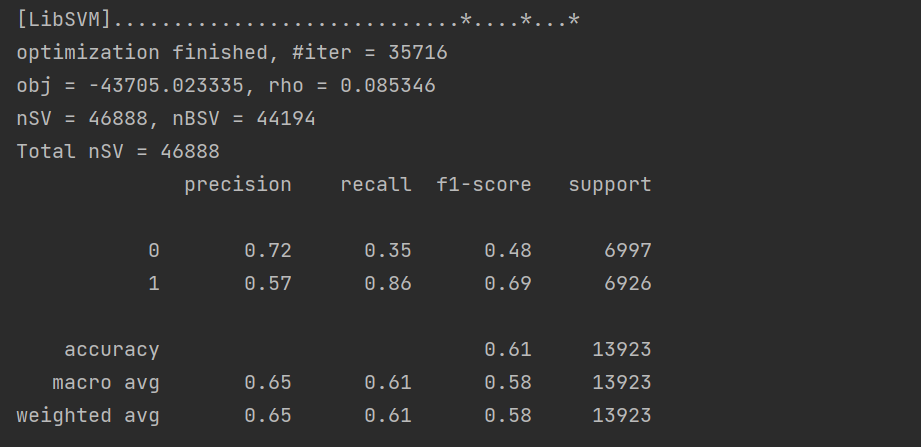 [LibSVM].............................*....*...*
optimization finished, #iter = 35716
obj = -43705.023335, rho = 0.085346
nSV = 46888, nBSV = 44194
Total nSV = 46888
              precision    recall  f1-score   support

           0       0.72      0.35      0.48      6997
           1       0.57      0.86      0.69      6926

    accuracy                           0.61     13923
   macro avg       0.65      0.61      0.58     13923
weighted avg       0.65      0.61      0.58     13923